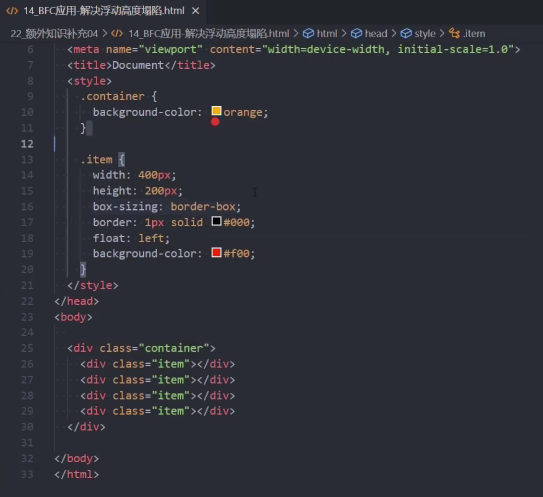 14_BFC应用-解决浮动高度塌陷.html ×
22_额外知识补充04 > 14_BFC应用-解决浮动高度塌陷.html > html > head > style > .item
6 <meta name="viewport" content="width=device-width, initial-scale=1.0">
7 <title>Document</title>
8 <style>
9 .container {
10 background-color: orange;
11 }
12
13 .item {
14 width: 400px;
15 height: 200px;
16 box-sizing: border-box;
17 border: 1px solid #000;
18 float: left;
19 background-color: #f00;
20 }
21 </style>
22 </head>
23 <body>
24
25 <div class="container">
26 <div class="item"></div>
27 <div class="item"></div>
28 <div class="item"></div>
29 <div class="item"></div>
30 </div>
31
32 </body>
33 </html>